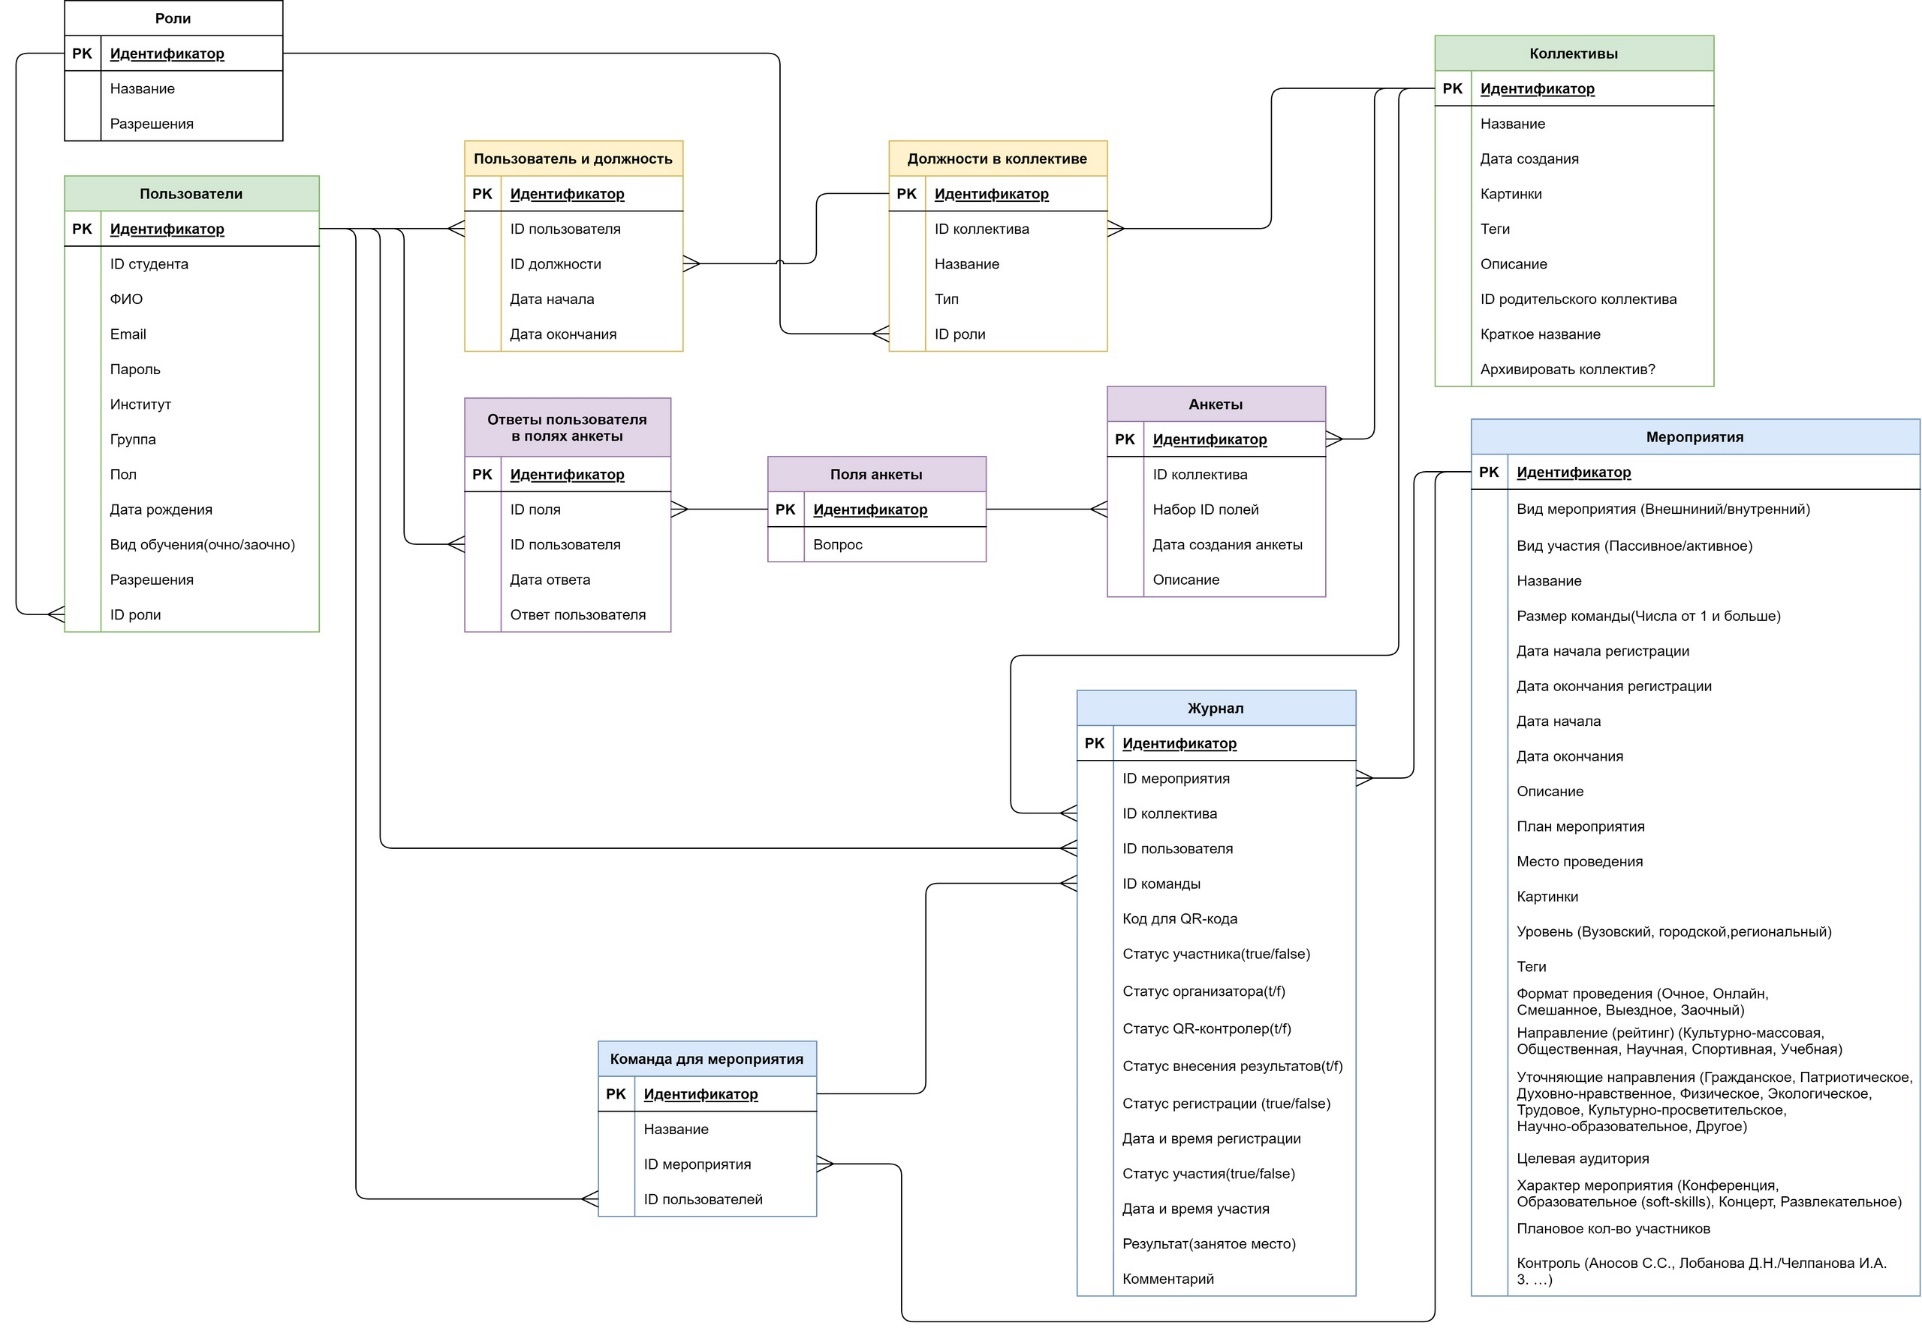 Роли
PK Идентификатор
Название
Разрешения
Пользователи
PK Идентификатор
ID студента
ФИО
Email
Пароль
Институт
Группа
Пол
Дата рождения
Вид обучения(очно/заочно)
Разрешения
ID роли
Пользователь и должность
PK Идентификатор
ID пользователя
ID должности
Дата начала
Дата окончания
Должности в коллективе
PK Идентификатор
ID коллектива
Название
Тип
ID роли
Коллективы
PK Идентификатор
Название
Дата создания
Картинки
Теги
Описание
ID родительского коллектива
Краткое название
Архивировать коллектив?
Ответы пользователя
в полях анкеты
PK Идентификатор
ID поля
ID пользователя
Дата ответа
Ответ пользователя
Поля анкеты
PK Идентификатор
Вопрос
Анкеты
PK Идентификатор
ID коллектива
Набор ID полей
Дата создания анкеты
Описание
Мероприятия
PK Идентификатор
Вид мероприятия (Внешниний/внутренний)
Вид участия (Пассивное/активное)
Название
Размер команды(Числа от 1 и больше)
Дата начала регистрации
Дата окончания регистрации
Дата начала
Дата окончания
Описание
План мероприятия
Место проведения
Картинки
Уровень (Вузовский, городской,региональный)
Теги
Формат проведения (Очное, Онлайн,
Смешанное, Выездное, Заочный)
Направление (рейтинг) (Культурно-массовая,
Общественная, Научная, Спортивная, Учебная)
Уточняющие направления (Гражданское, Патриотическое,
Духовно-нравственное, Физическое, Экологическое,
Трудовое, Культурно-просветительское,
Научно-образовательное, Другое)
Целевая аудитория
Характер мероприятия (Конференция,
Образовательное (soft-skills), Концерт, Развлекательное)
Плановое кол-во участников
Контроль (Аносов С.С., Лобанова Д.Н./Челпанова И.А.
3. ...)
Журнал
PK Идентификатор
ID мероприятия
ID коллектива
ID пользователя
ID команды
Код для QR-кода
Статус участника(true/false)
Статус организатора(t/f)
Статус QR-контролер(t/f)
Статус внесения результатов(t/f)
Статус регистрации (true/false)
Дата и время регистрации
Статус участия(true/false)
Дата и время участия
Результат(занятое место)
Комментарий
Команда для мероприятия
PK Идентификатор
Название
ID мероприятия
ID пользователей